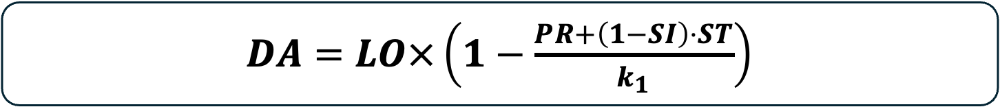 DA = LO×(1 − (PR+(1−SI)·ST)/k₁)